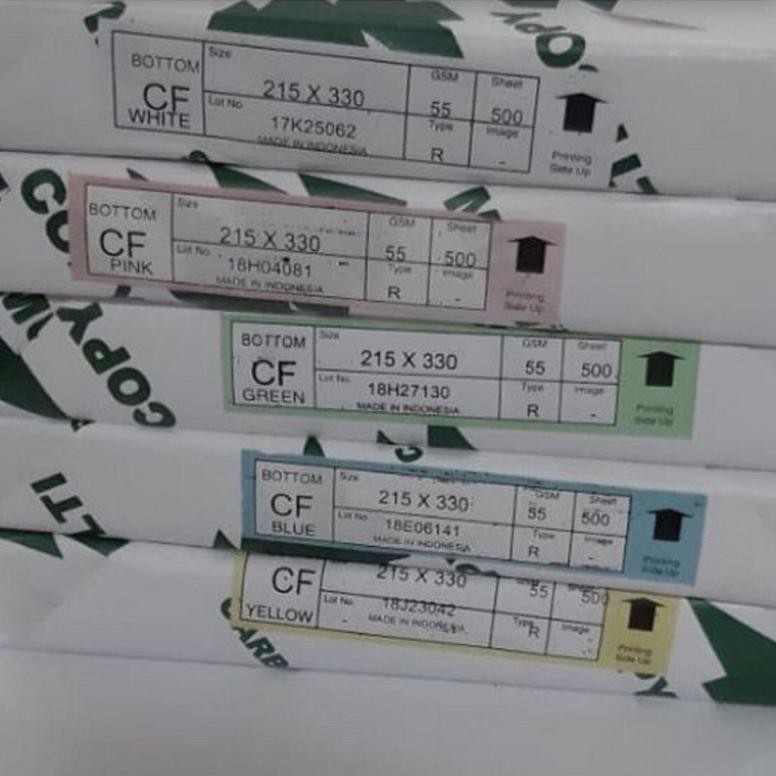 COPY
BOTTOM
CF
WHITE
Size
215 X 330
GSM
55
Sheet
500
Lot No
17K25062
MADE IN INDONESIA
Type
R
Image
-
Printing
Side Up
BOTTOM
CF
PINK
Size
215 X 330
GSM
55
Sheet
500
Lot No.
18H04081
MADE IN INDONESIA
Type
R
Image
-
Printing
Side Up
COPY
BOTTOM
CF
GREEN
Size
215 X 330
GSM
55
Sheet
500
Lot No.
18H27130
MADE IN INDONESIA
Type
R
Image
-
Printing
Side Up
LTI
BOTTOM
CF
BLUE
Size
215 X 330
GSM
55
Sheet
500
Lot No
18E06141
MADE IN INDONESIA
Type
R
Image
-
Printing
Side Up
CARB
CF
YELLOW
215 X 330
55
Sheet
500
Lot No.
18J23042
MADE IN INDONESIA
Type
R
Image
-
Printing
Side Up